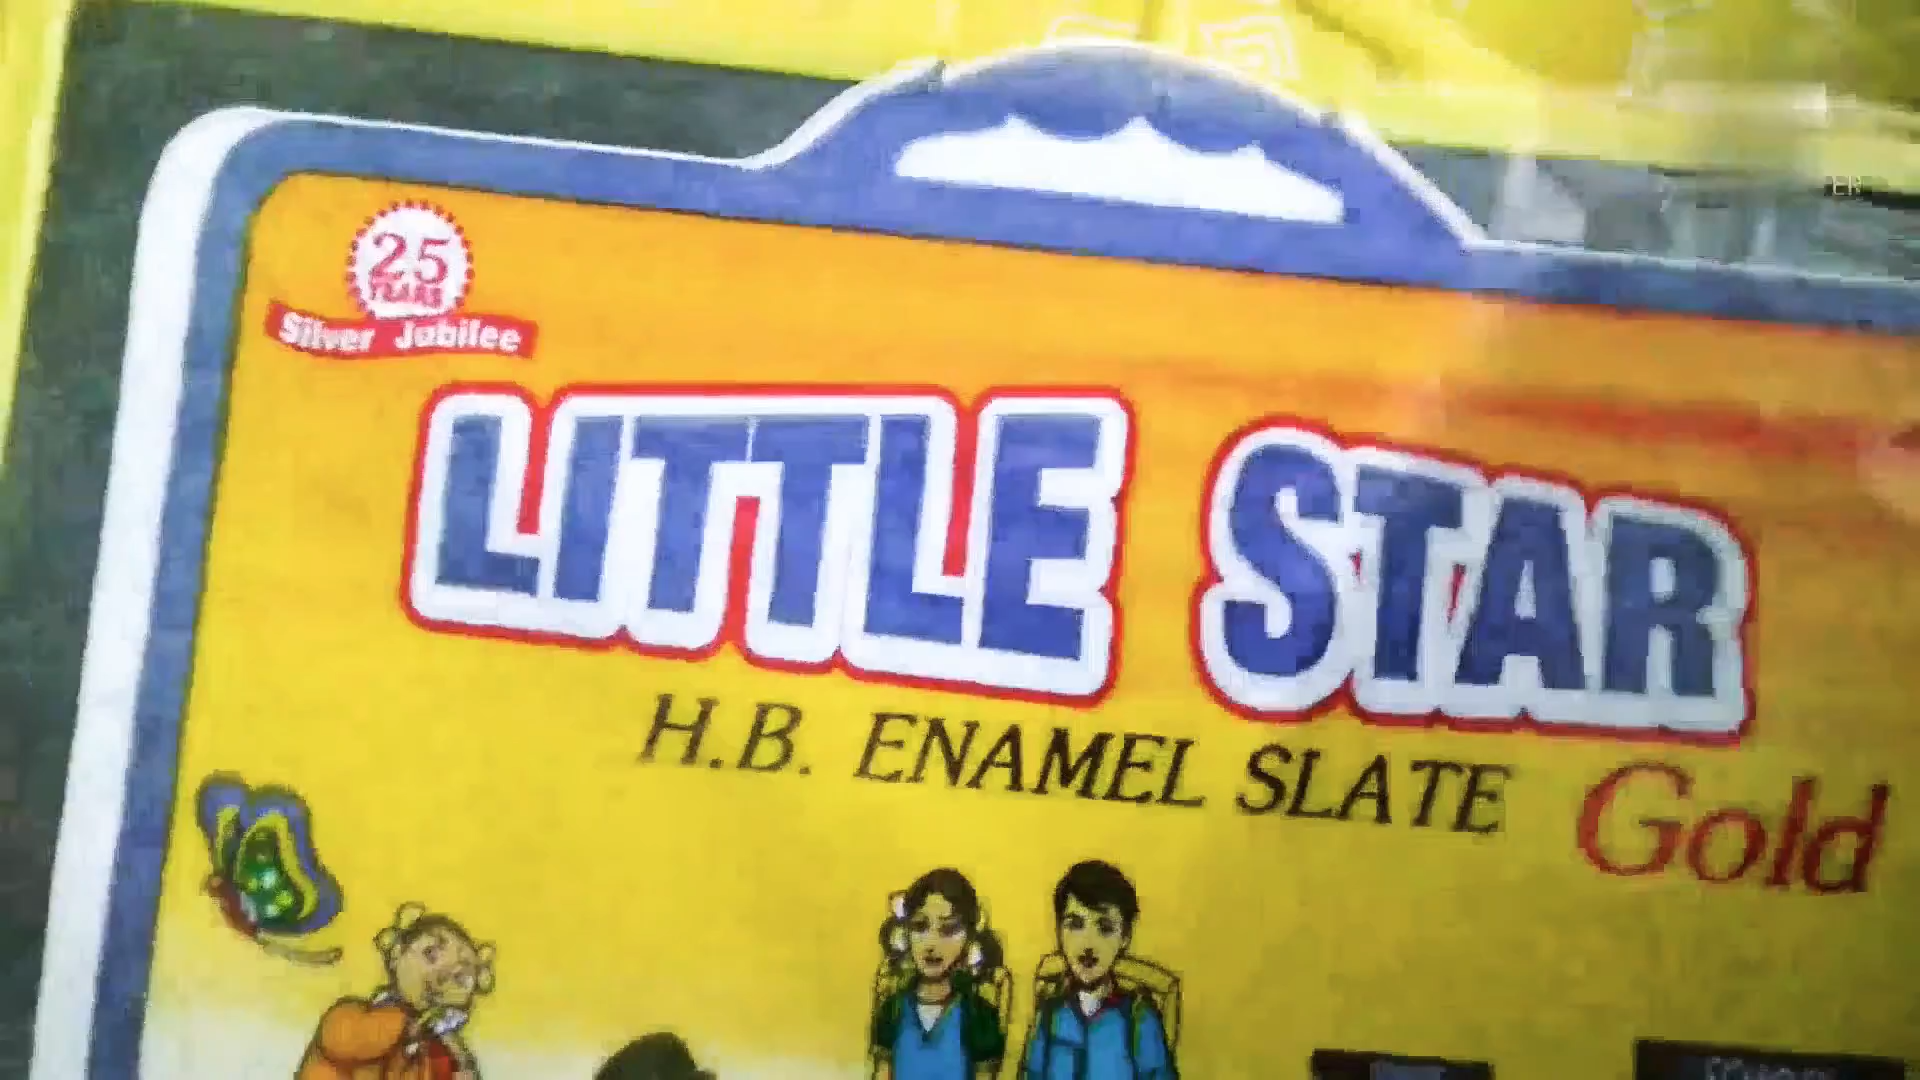 25
YEARS
Silver Jubilee
LITTLE STAR
H.B. ENAMEL SLATE Gold